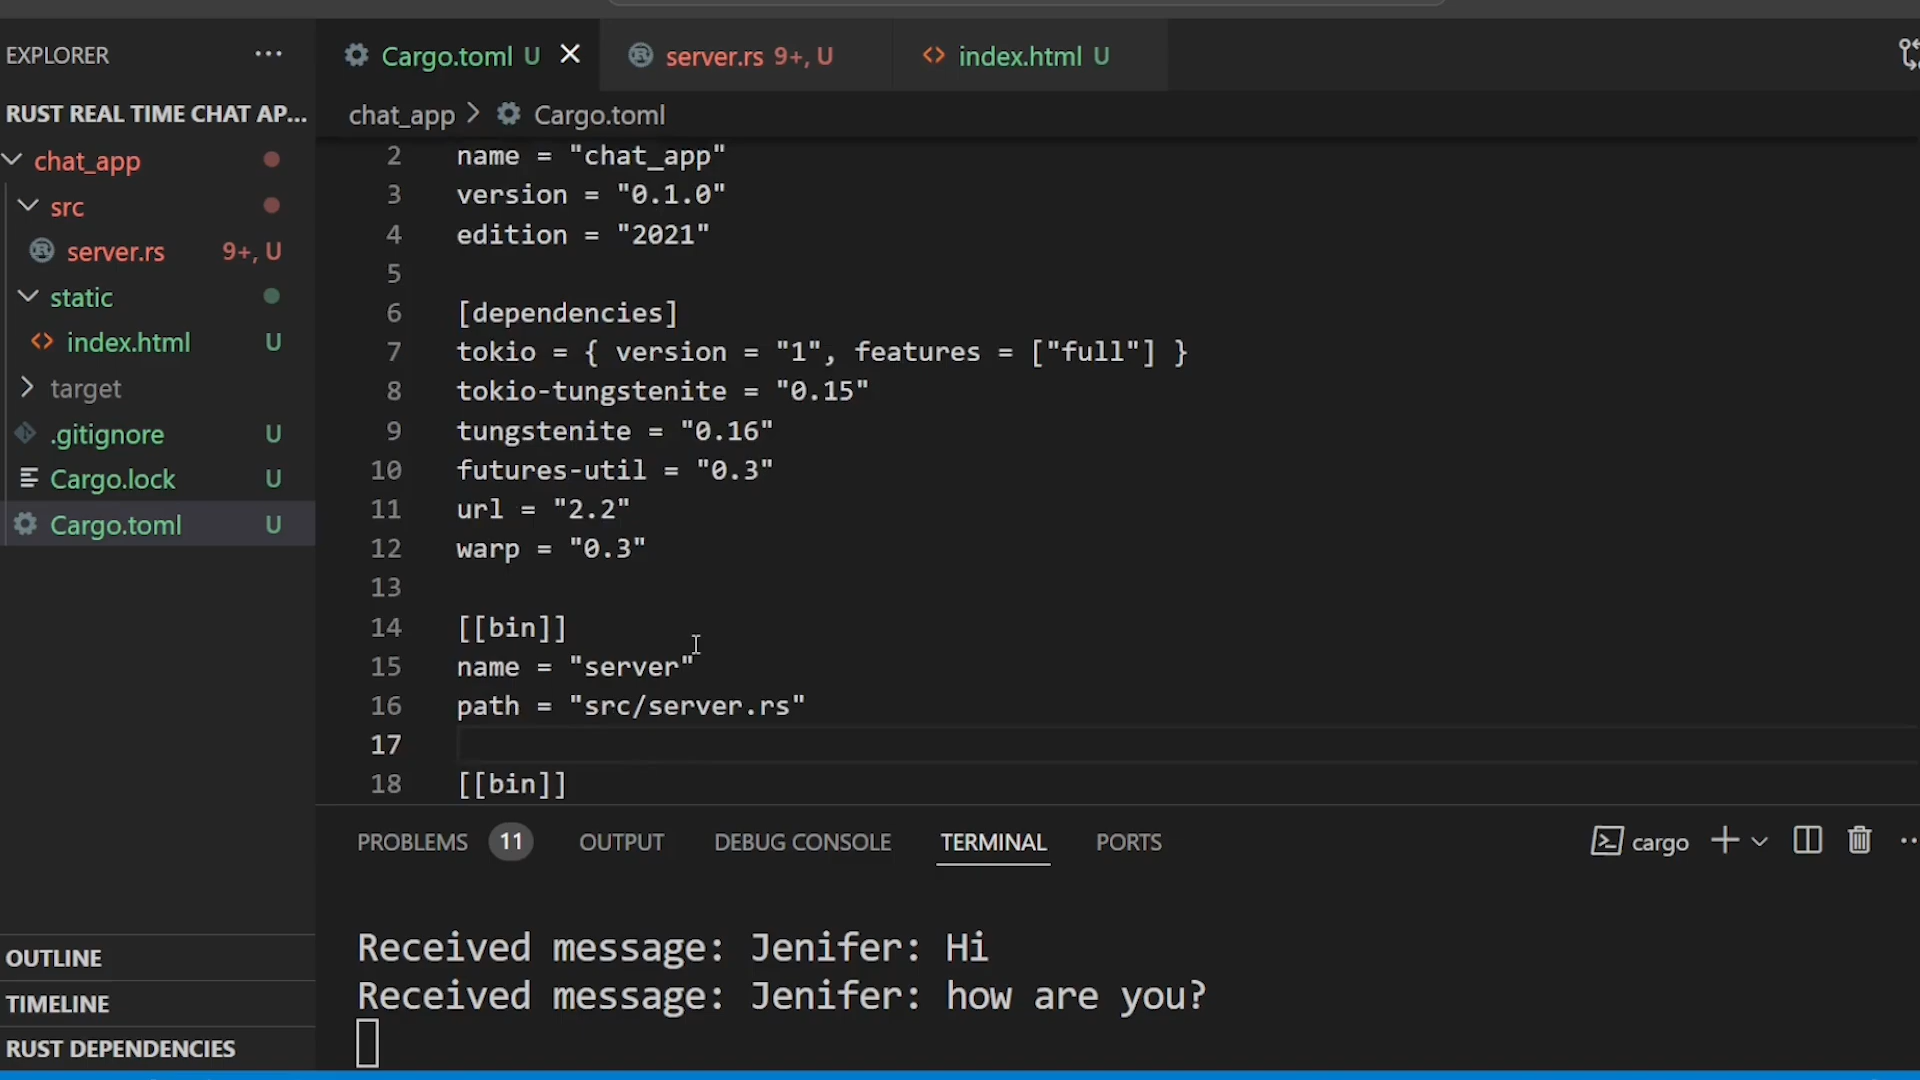 EXPLORER ···
RUST REAL TIME CHAT AP...
chat_app
src
server.rs 9+, U
static
index.html U
target
.gitignore U
Cargo.lock U
Cargo.toml U
OUTLINE
TIMELINE
RUST DEPENDENCIES
Cargo.toml U server.rs 9+, U index.html U
chat_app > Cargo.toml
2 name = "chat_app"
3 version = "0.1.0"
4 edition = "2021"
5
6 [dependencies]
7 tokio = { version = "1", features = ["full"] }
8 tokio-tungstenite = "0.15"
9 tungstenite = "0.16"
10 futures-util = "0.3"
11 url = "2.2"
12 warp = "0.3"
13
14 [[bin]]
15 name = "server"
16 path = "src/server.rs"
17
18 [[bin]]
PROBLEMS 11 OUTPUT DEBUG CONSOLE TERMINAL PORTS cargo
Received message: Jenifer: Hi
Received message: Jenifer: how are you?